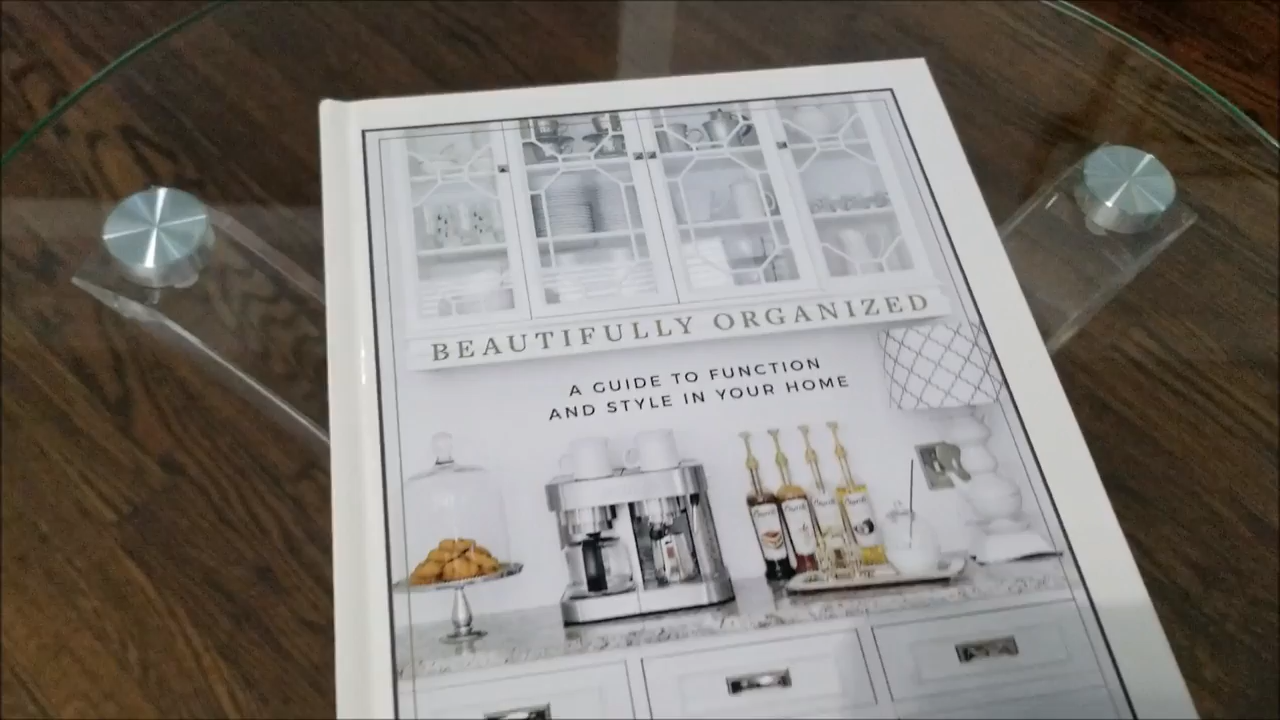 BEAUTIFULLY ORGANIZED
A GUIDE TO FUNCTION
AND STYLE IN YOUR HOME